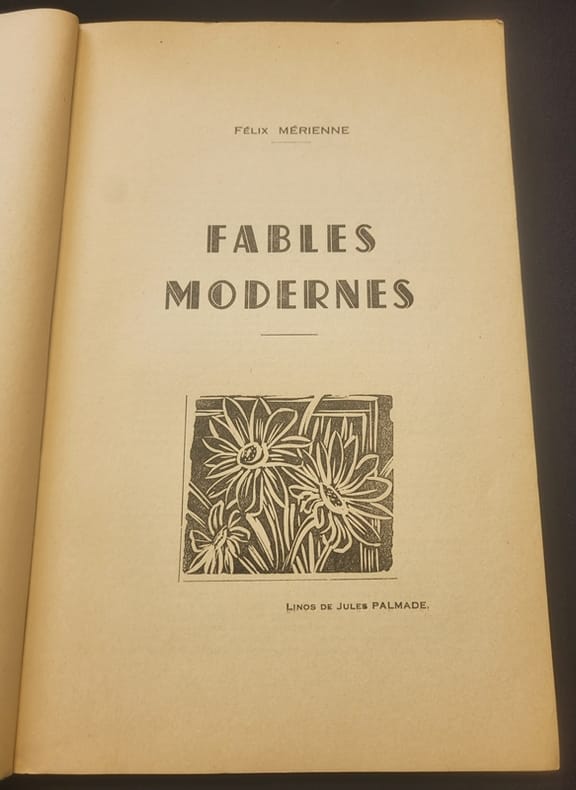 Félix MÉRIENNE
FABLES
MODERNES
Linos de Jules PALMADE.